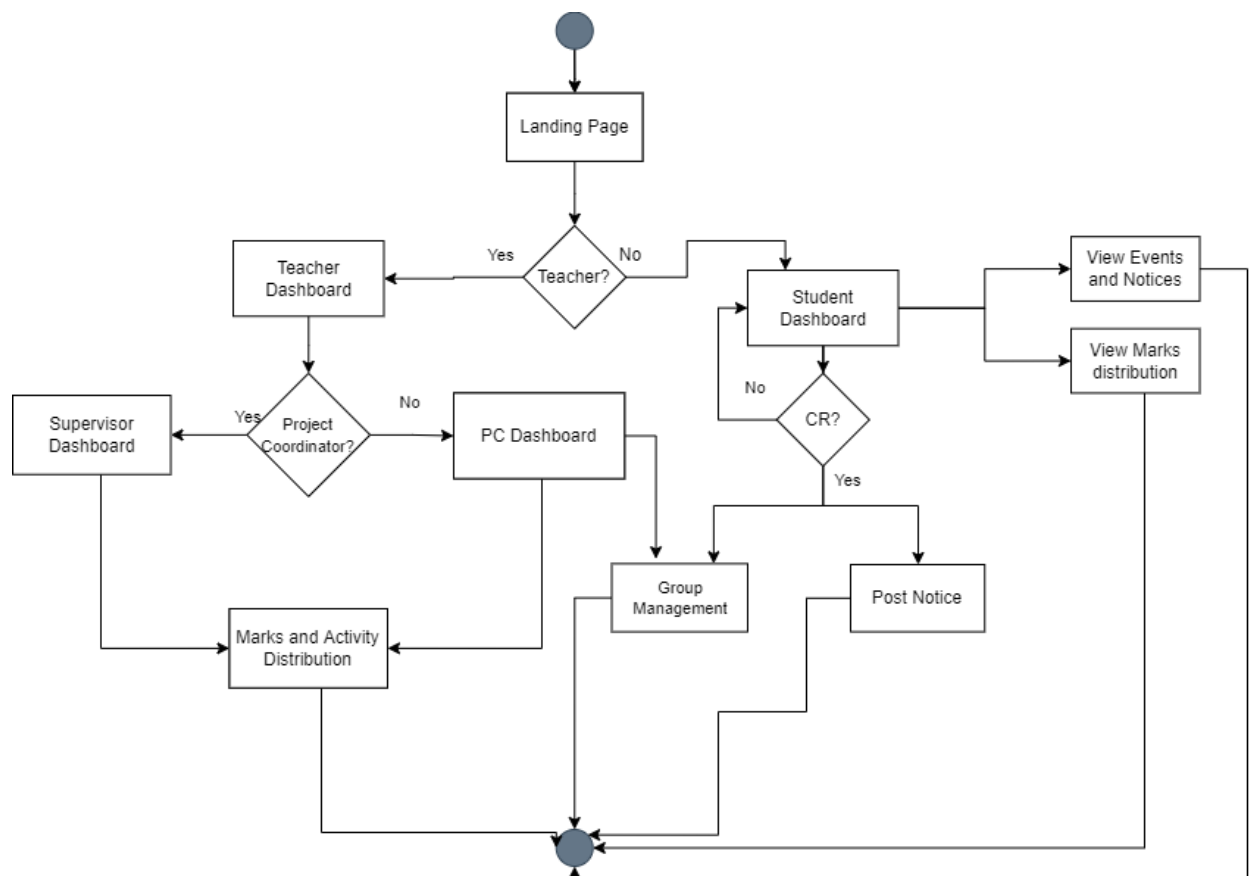 Landing Page
Yes
Teacher?
No
Teacher
Dashboard
Student
Dashboard
View Events
and Notices
View Marks
distribution
No
CR?
Yes
Supervisor
Dashboard
Yes
Project
Coordinator?
No
PC Dashboard
Group
Management
Post Notice
Marks and Activity
Distribution